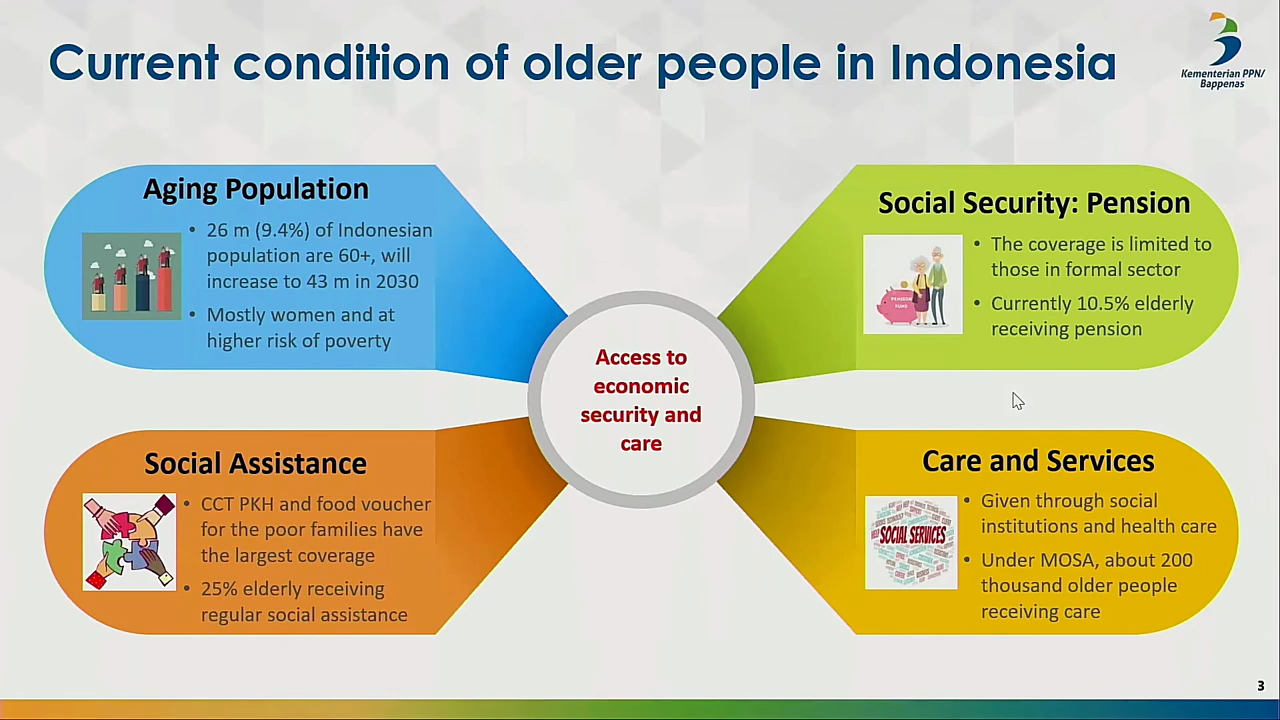 Current condition of older people in Indonesia
Kementerian PPN/
Bappenas
Aging Population
• 26 m (9.4%) of Indonesian
population are 60+, will
increase to 43 m in 2030
• Mostly women and at
higher risk of poverty
Social Security: Pension
PENSION
FUND
• The coverage is limited to
those in formal sector
• Currently 10.5% elderly
receiving pension
Access to
economic
security and
care
Social Assistance
• CCT PKH and food voucher
for the poor families have
the largest coverage
• 25% elderly receiving
regular social assistance
Care and Services
SOCIAL SERVICES
• Given through social
institutions and health care
• Under MOSA, about 200
thousand older people
receiving care
3